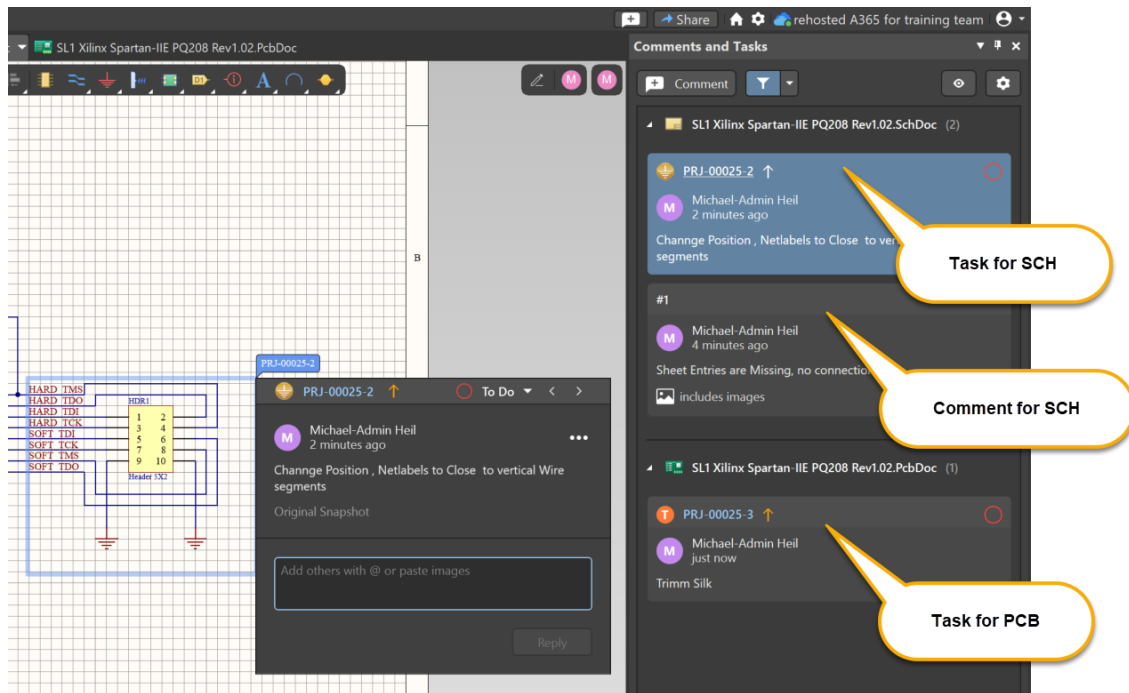 Share
rehosted A365 for training team
SL1 Xilinx Spartan-IIE PQ208 Rev1.02.PcbDoc
D1
A
M
M
B
HARD TMS
HARD TDO
HARD TDI
HARD TCK
SOFT TDI
SOFT TCK
SOFT TMS
SOFT TDO
HDR1
1 2
3 4
5 6
7 8
9 10
Header 5X2
PRJ-00025-2
PRJ-00025-2 ↑ To Do
M
Michael-Admin Heil
2 minutes ago
Channge Position , Netlabels to Close to vertical Wire
segments
Original Snapshot
Add others with @ or paste images
Reply
Comments and Tasks
Comment
SL1 Xilinx Spartan-IIE PQ208 Rev1.02.SchDoc (2)
PRJ-00025-2 ↑
M
Michael-Admin Heil
2 minutes ago
Channge Position , Netlabels to Close to
segments
Task for SCH
#1
M
Michael-Admin Heil
4 minutes ago
Sheet Entries are Missing, no
includes images
Comment for SCH
SL1 Xilinx Spartan-IIE PQ208 Rev1.02.PcbDoc (1)
T PRJ-00025-3 ↑
M
Michael-Admin Heil
just now
Trimm Silk
Task for PCB